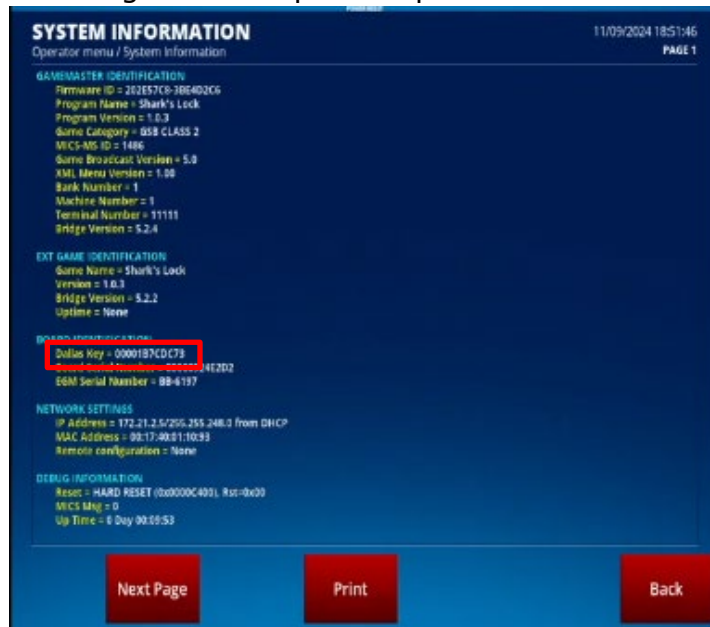 SYSTEM INFORMATION
11/09/2024 18:51:46
Operator menu / System Information
PAGE 1
GAMEMASTER IDENTIFICATION
Firmware ID = 202E57C8-3BE4D2C6
Program Name = Shark's Lock
Program Version = 1.0.3
Game Category = GSB CLASS 2
MICS-MS ID = 1486
Game Broadcast Version = 5.0
XML Menu Version = 1.00
Bank Number = 1
Machine Number = 1
Terminal Number = 11111
Bridge Version = 5.2.4
EXT GAME IDENTIFICATION
Game Name = Shark's Lock
Version = 1.0.3
Bridge Version = 5.2.2
Uptime = None
BOARD IDENTIFICATION
Dallas Key = 00001B7CDC73
Board Serial Number =
EGM Serial Number = BB-6197
NETWORK SETTINGS
IP Address = 172.21.2.5/255.255.248.0 from DHCP
MAC Address = 00:17:40:01:10:93
Remote configuration = None
DEBUG INFORMATION
Reset = HARD RESET (0x0000C400), Rst=0x00
MICS Msg = 0
Up Time = 0 Day 00:09:53
Next Page
Print
Back